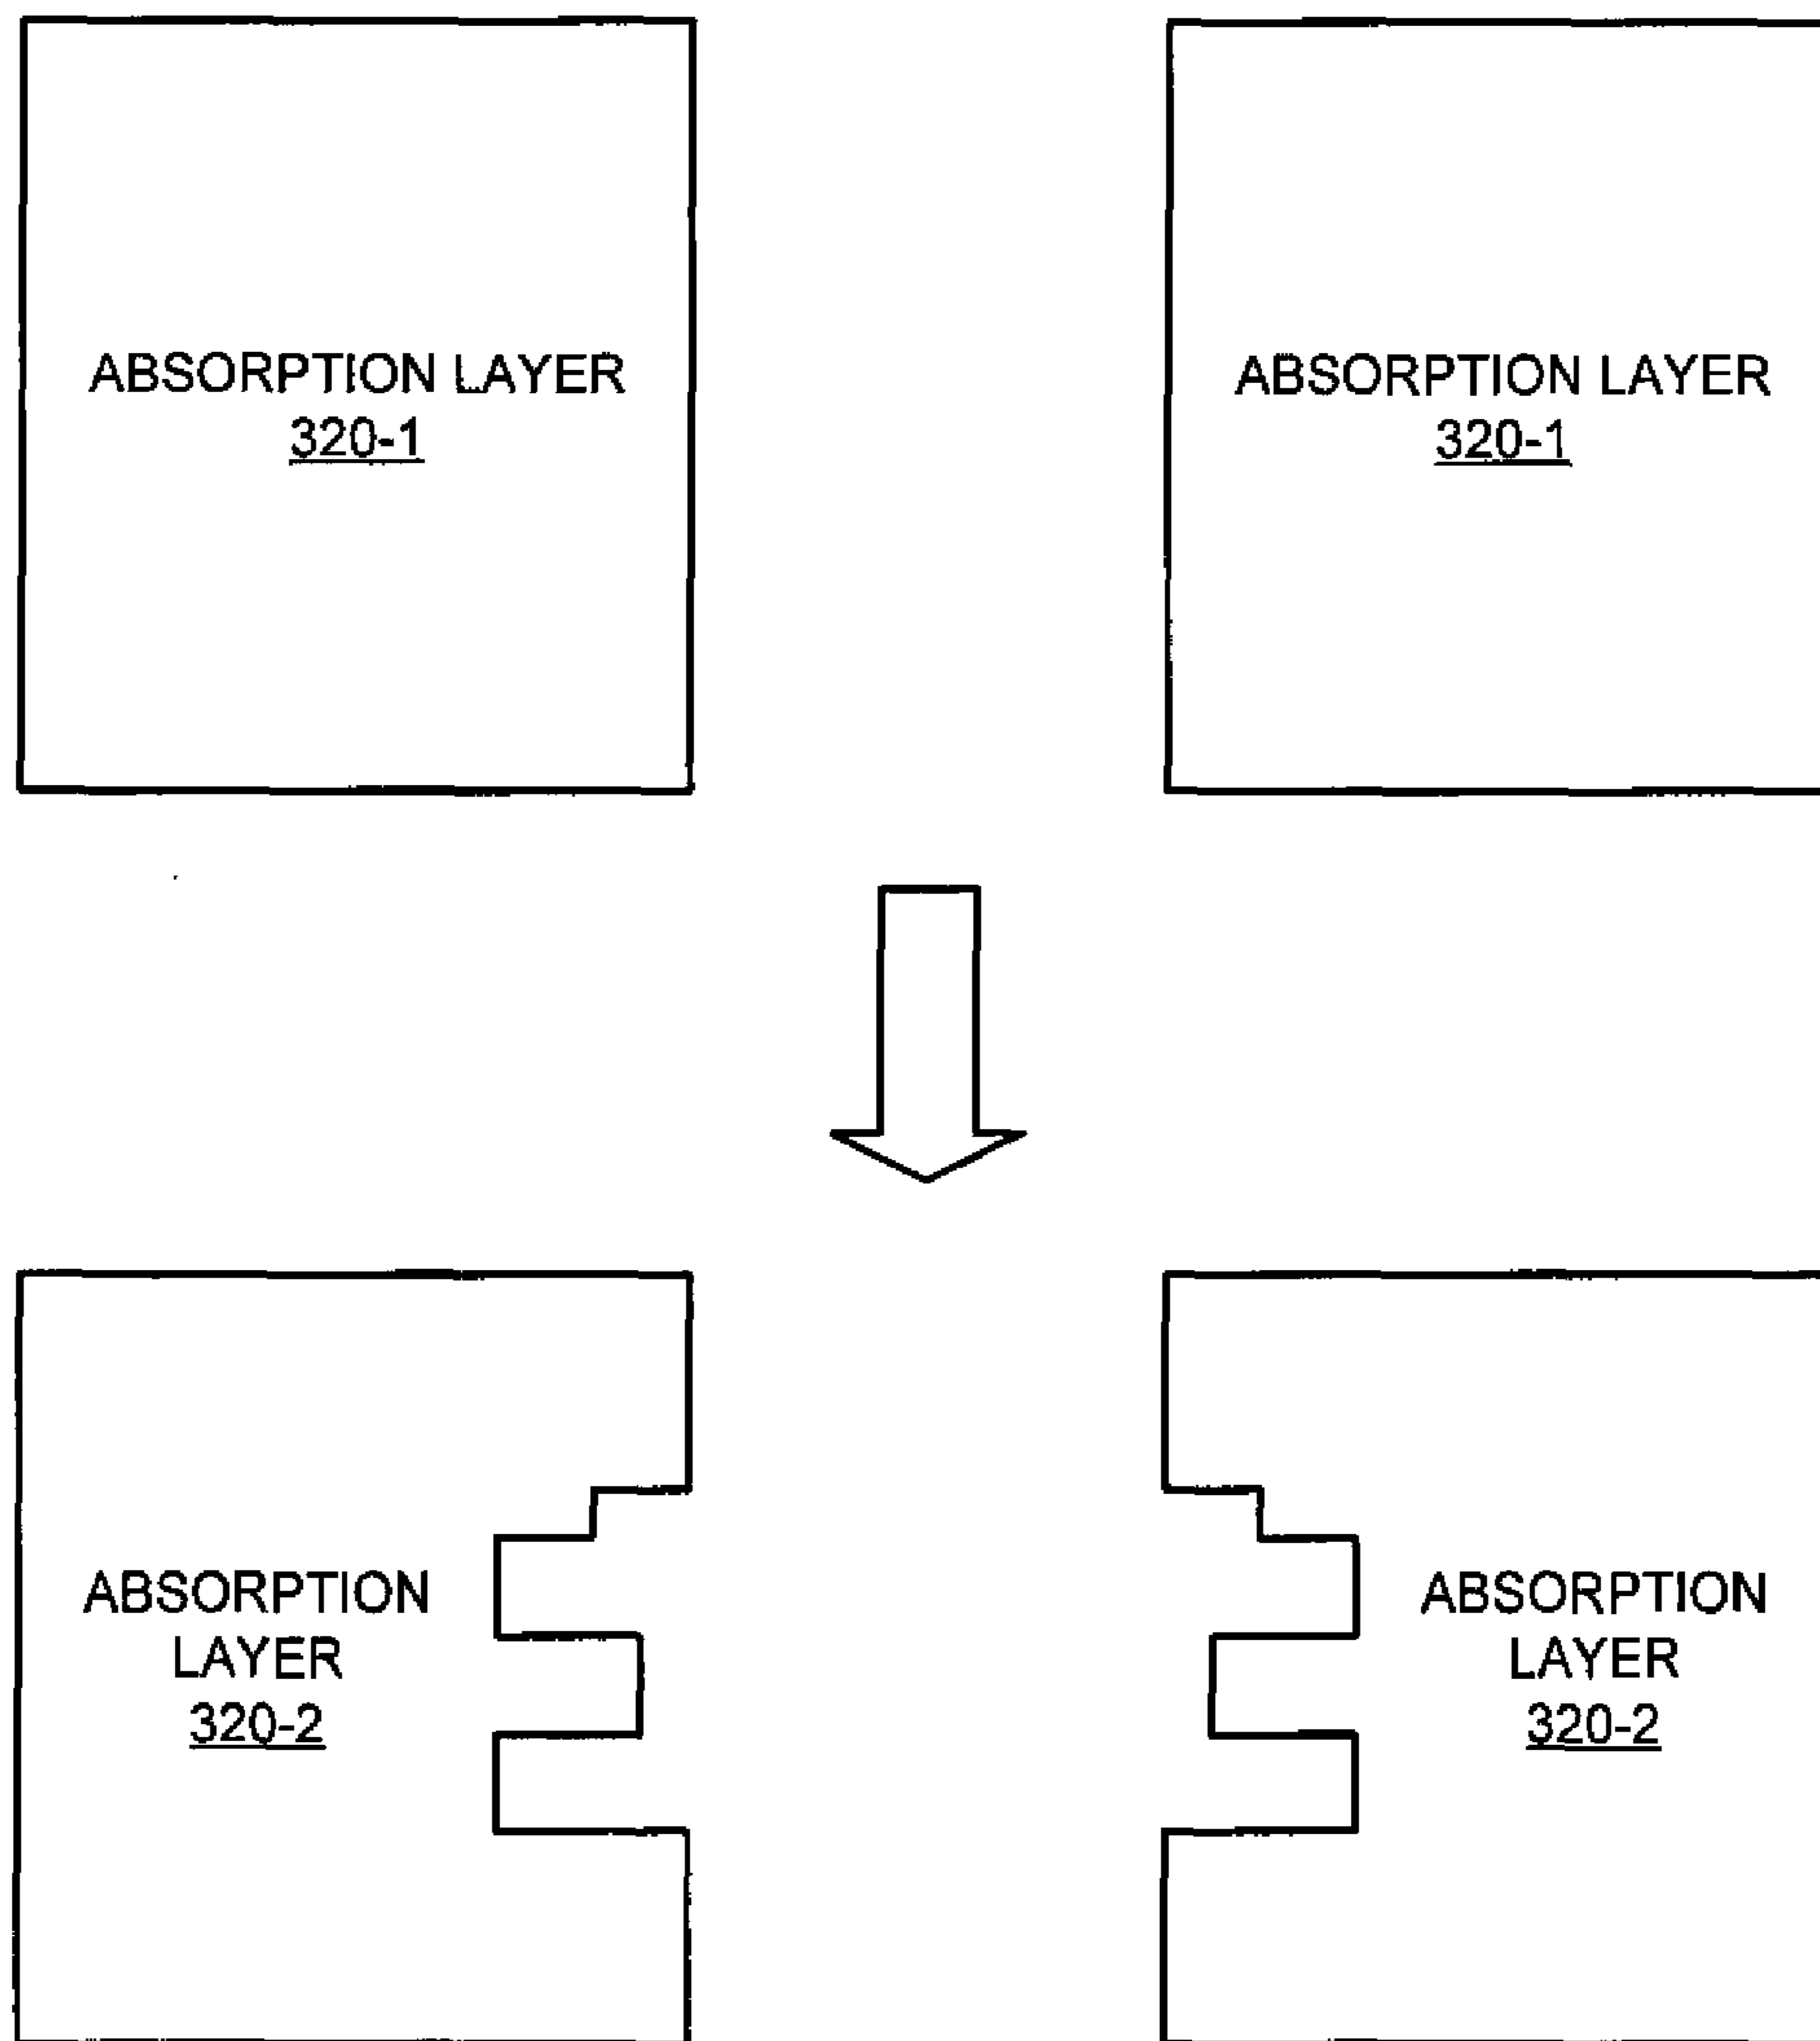 ABSORPTION LAYER
320-1
ABSORPTION LAYER
320-1
ABSORPTION
LAYER
320-2
ABSORPTION
LAYER
320-2